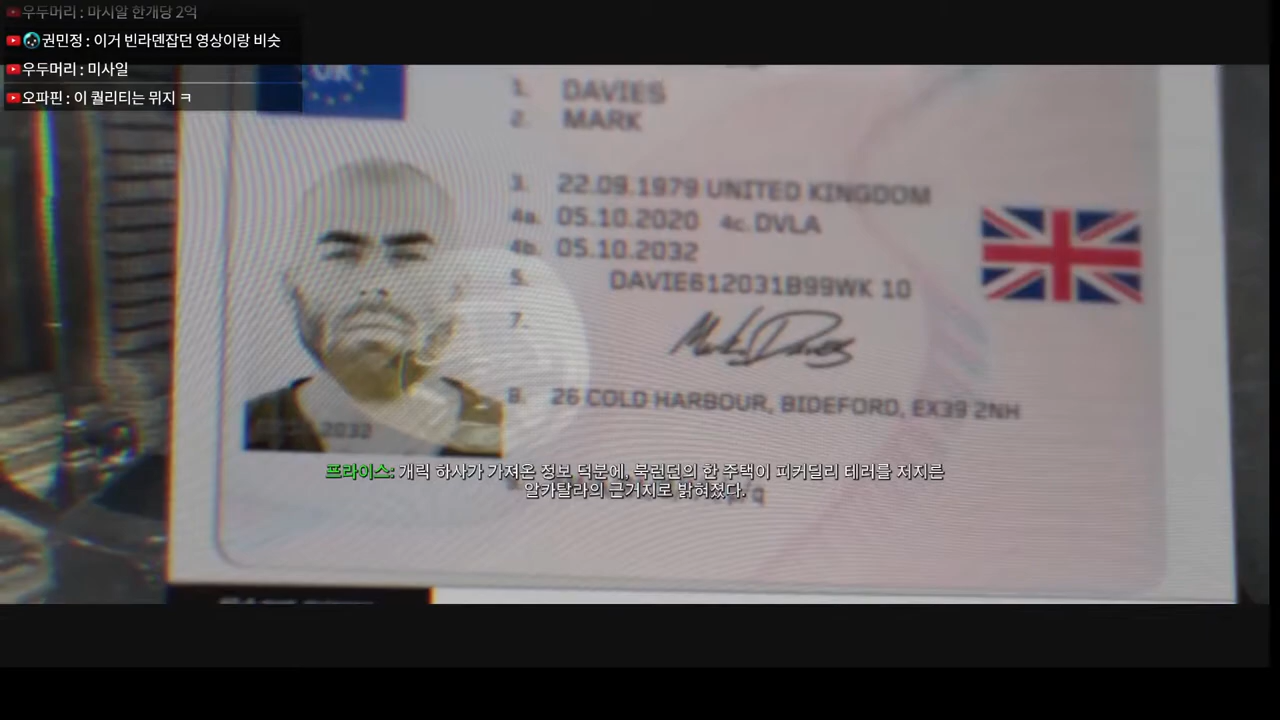 우두머리 : 마시알 한개당 2억
권민정 : 이거 빈라덴잡던 영상이랑 비슷
우두머리 : 미사일
오파핀 : 이 퀄리티는 뮈지 ㅋ
UK
1. DAVIES
2. MARK
3. 22.09.1979 UNITED KINGDOM
4a. 05.10.2020 4c. DVLA
4b. 05.10.2032
5. DAVIE612031B99WK 10
7. Mark Davies
8. 26 COLD HARBOUR, BIDEFORD, EX39 2NH
2032
프라이스: 개릭 하사가 가져온 정보 덕분에, 북런던의 한 주택이 피커딜리 테러를 저지른
알카탈라의 근거지로 밝혀졌다.